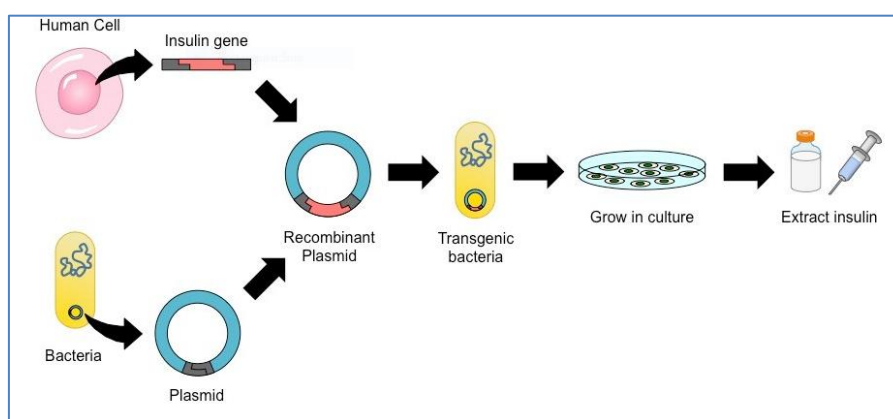 Human Cell
Insulin gene
Recombinant
Plasmid
Transgenic
bacteria
Grow in culture
Extract insulin
Bacteria
Plasmid